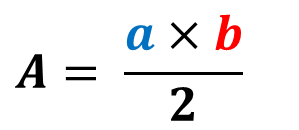 A = a × b / 2